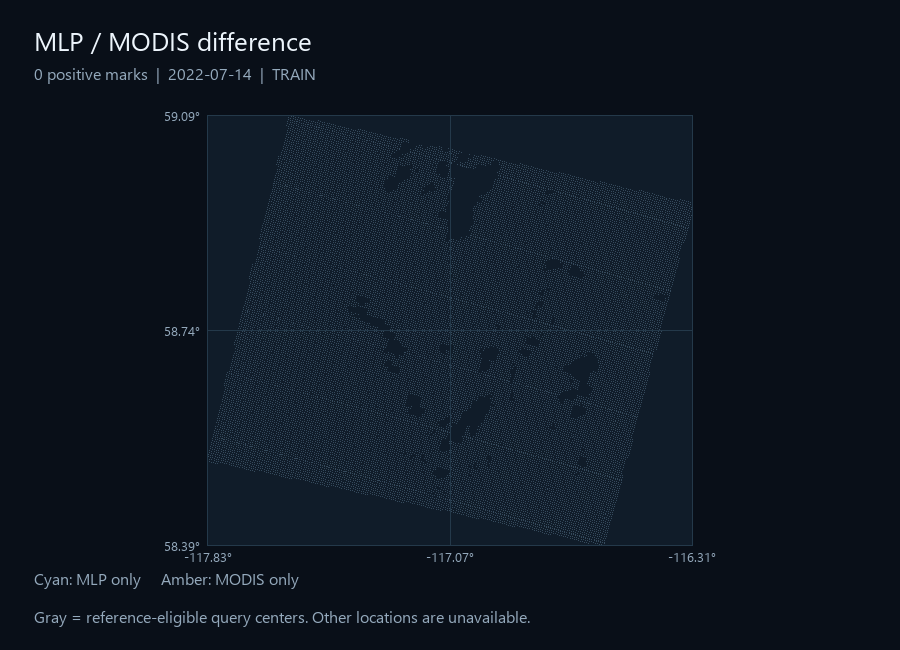 MLP / MODIS difference
0 positive marks | 2022-07-14 | TRAIN
59.09°
58.74°
58.39°
-117.83° -117.07° -116.31°
Cyan: MLP only Amber: MODIS only
Gray = reference-eligible query centers. Other locations are unavailable.